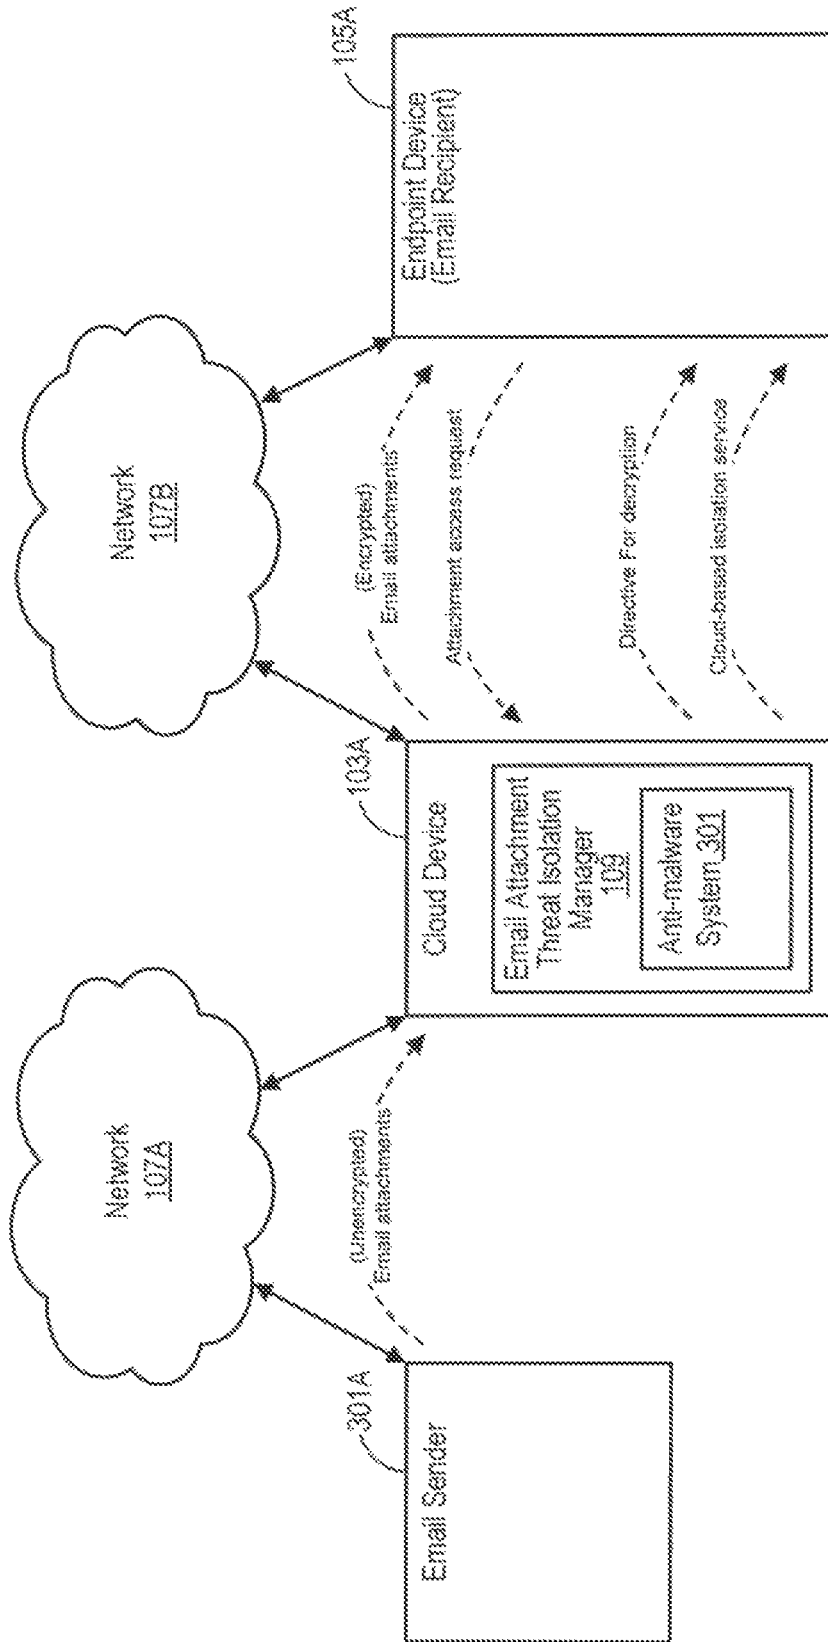 Network
107A
Network
107B
301A
Email Sender
(Unencrypted)
Email attachments
103A
Cloud Device
Email Attachment
Threat Isolation
Manager
109
Anti-malware
System 301
(Encrypted)
Email attachments
Attachment access request
Directive For decryption
Cloud-based isolation service
105A
Endpoint Device
(Email Recipient)